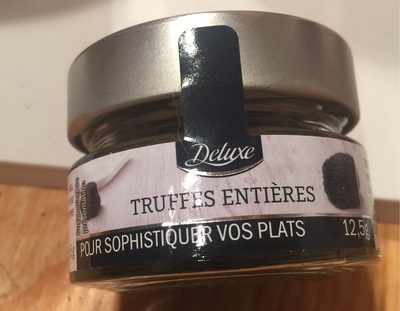 Deluxe
TRUFFES ENTIÈRES
POUR SOPHISTIQUER VOS PLATS
12,5g